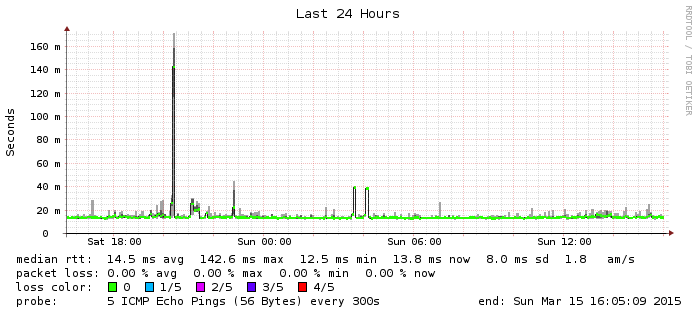 Last 24 Hours
RRDTOOL / TOBI OETIKER
Seconds
160 m
140 m
120 m
100 m
80 m
60 m
40 m
20 m
0
Sat 18:00 Sun 00:00 Sun 06:00 Sun 12:00
median rtt: 14.5 ms avg 142.6 ms max 12.5 ms min 13.8 ms now 8.0 ms sd 1.8 am/s
packet loss: 0.00 % avg 0.00 % max 0.00 % min 0.00 % now
loss color: 0 1/5 2/5 3/5 4/5
probe: 5 ICMP Echo Pings (56 Bytes) every 300s end: Sun Mar 15 16:05:09 2015